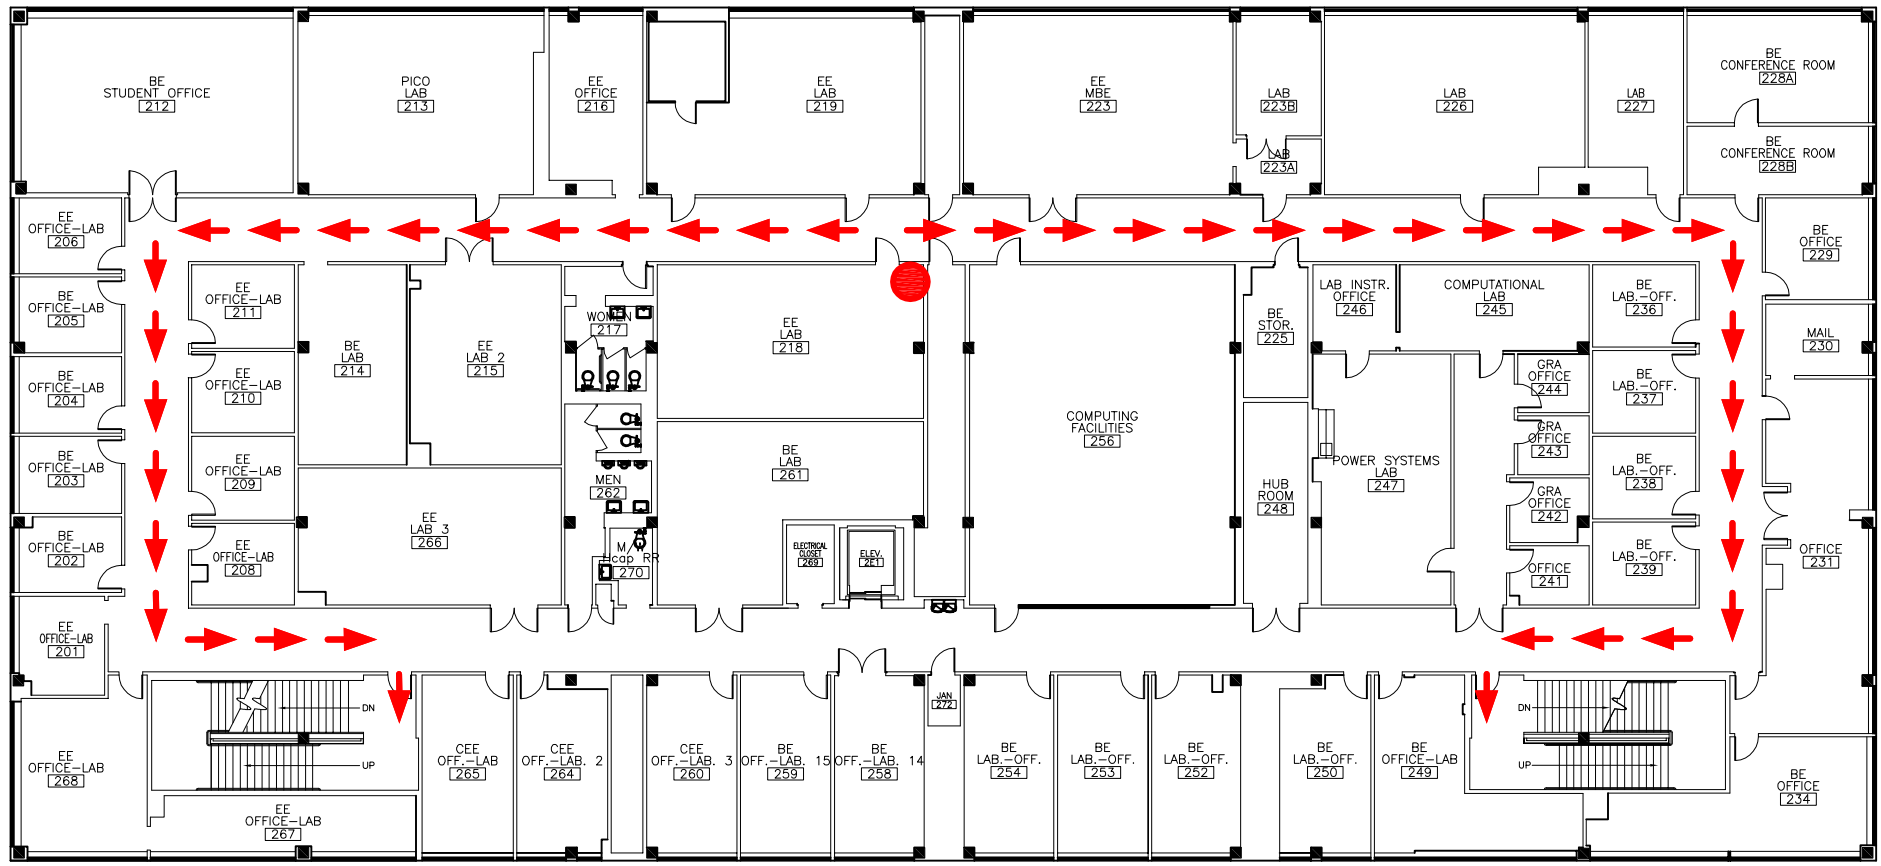 BE
STUDENT OFFICE
212
PICO
LAB
213
EE
OFFICE
216
EE
LAB
219
EE
MBE
223
LAB
223B
LAB
223A
LAB
226
LAB
227
BE
CONFERENCE ROOM
228A
BE
CONFERENCE ROOM
228B
EE
OFFICE-LAB
206
BE
OFFICE-LAB
205
BE
OFFICE-LAB
204
BE
OFFICE-LAB
203
BE
OFFICE-LAB
202
EE
OFFICE-LAB
201
EE
OFFICE-LAB
211
EE
OFFICE-LAB
210
EE
OFFICE-LAB
209
EE
OFFICE-LAB
208
BE
LAB
214
EE
LAB 2
215
EE
LAB 3
266
WOMEN
217
MEN
262
M/
Hcap RR
270
EE
LAB
218
BE
LAB
261
ELECTRICAL
CLOSET
269
ELEV.
2E1
COMPUTING
FACILITIES
256
BE
STOR.
225
HUB
ROOM
248
LAB INSTR.
OFFICE
246
COMPUTATIONAL
LAB
245
POWER SYSTEMS
LAB
247
GRA
OFFICE
244
GRA
OFFICE
243
GRA
OFFICE
242
OFFICE
241
BE
LAB.-OFF.
236
BE
LAB.-OFF.
237
BE
LAB.-OFF.
238
BE
LAB.-OFF.
239
BE
OFFICE
229
MAIL
230
OFFICE
231
EE
OFFICE-LAB
268
DN
UP
EE
OFFICE-LAB
267
CEE
OFF.-LAB
265
CEE
OFF.-LAB. 2
264
CEE
OFF.-LAB. 3
260
BE
OFF.-LAB. 15
259
BE
OFF.-LAB. 14
258
JAN
272
BE
LAB.-OFF.
254
BE
LAB.-OFF.
253
BE
LAB.-OFF.
252
BE
LAB.-OFF.
250
BE
OFFICE-LAB
249
DN
UP
BE
OFFICE
234